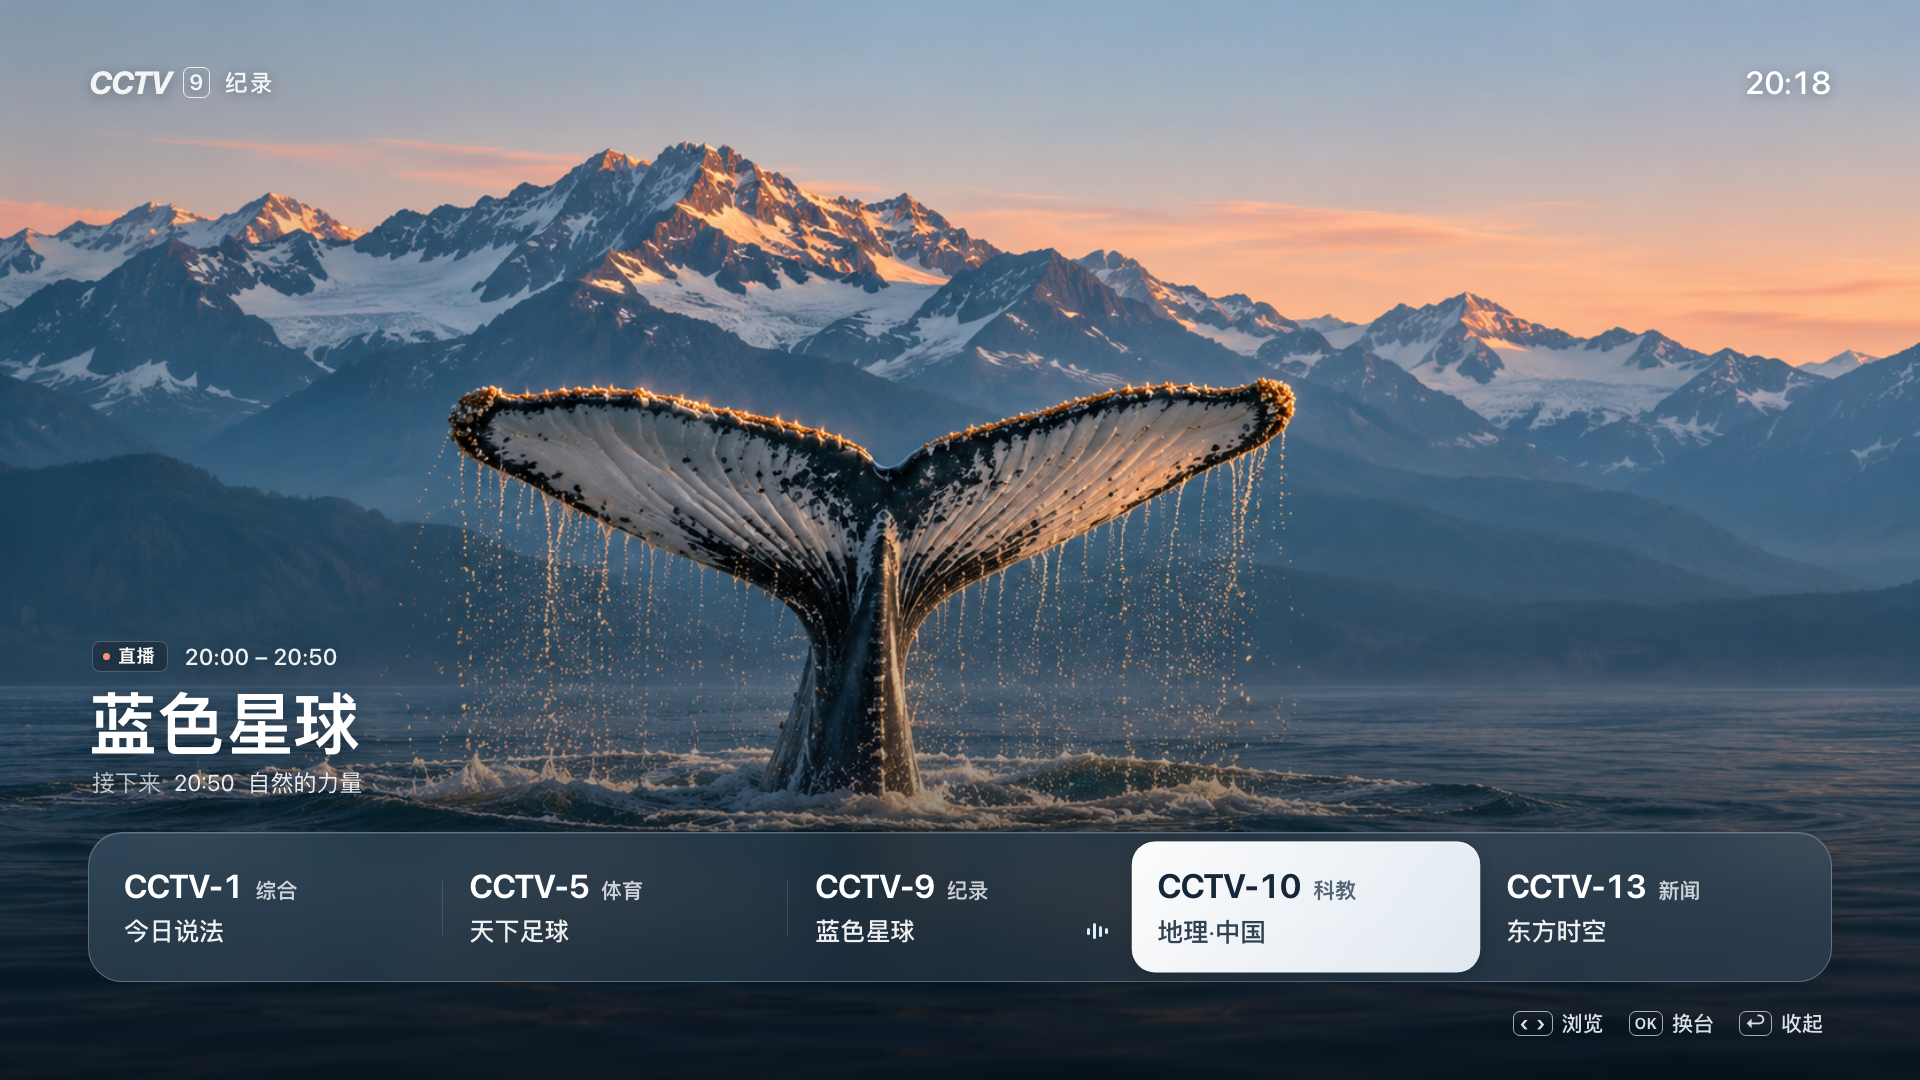 CCTV 9 纪录
20:18
直播 20:00 – 20:50
蓝色星球
接下来 20:50 自然的力量
CCTV-1 综合
今日说法
CCTV-5 体育
天下足球
CCTV-9 纪录
蓝色星球
CCTV-10 科教
地理·中国
CCTV-13 新闻
东方时空
浏览 OK 换台 收起